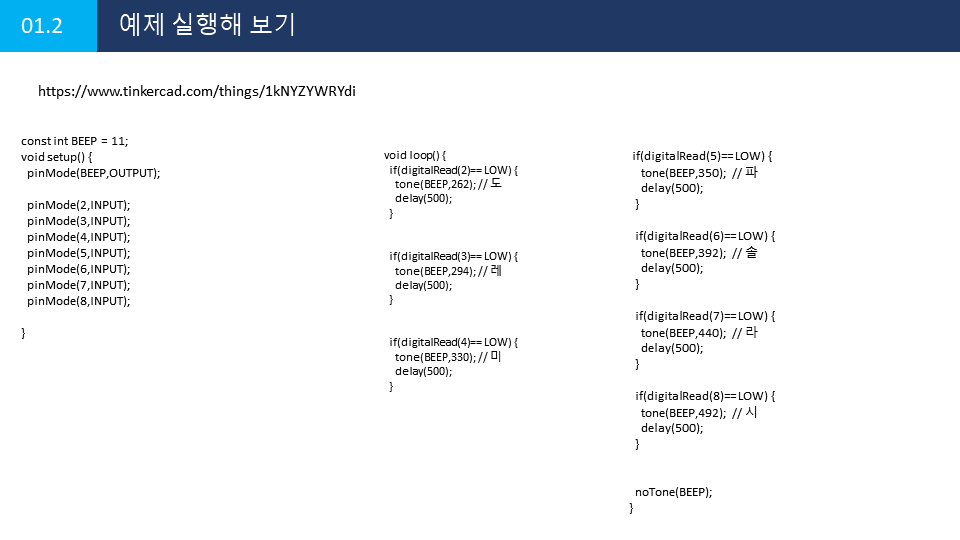 01.2
예제 실행해 보기
https://www.tinkercad.com/things/1kNYZYWRYdi
const int BEEP = 11;
void setup() {
  pinMode(BEEP,OUTPUT);
  pinMode(2,INPUT);
  pinMode(3,INPUT);
  pinMode(4,INPUT);
  pinMode(5,INPUT);
  pinMode(6,INPUT);
  pinMode(7,INPUT);
  pinMode(8,INPUT);
}
void loop() {
  if(digitalRead(2)==LOW) {
    tone(BEEP,262); // 도
    delay(500);
  }
  if(digitalRead(3)==LOW) {
    tone(BEEP,294); // 레
    delay(500);
  }
  if(digitalRead(4)==LOW) {
    tone(BEEP,330); // 미
    delay(500);
  }
if(digitalRead(5)==LOW) {
    tone(BEEP,350);  // 파
    delay(500);
  }
  if(digitalRead(6)==LOW) {
    tone(BEEP,392);  // 솔
    delay(500);
  }
  if(digitalRead(7)==LOW) {
    tone(BEEP,440);  // 라
    delay(500);
  }
  if(digitalRead(8)==LOW) {
    tone(BEEP,492);  // 시
    delay(500);
  }
  noTone(BEEP);
}